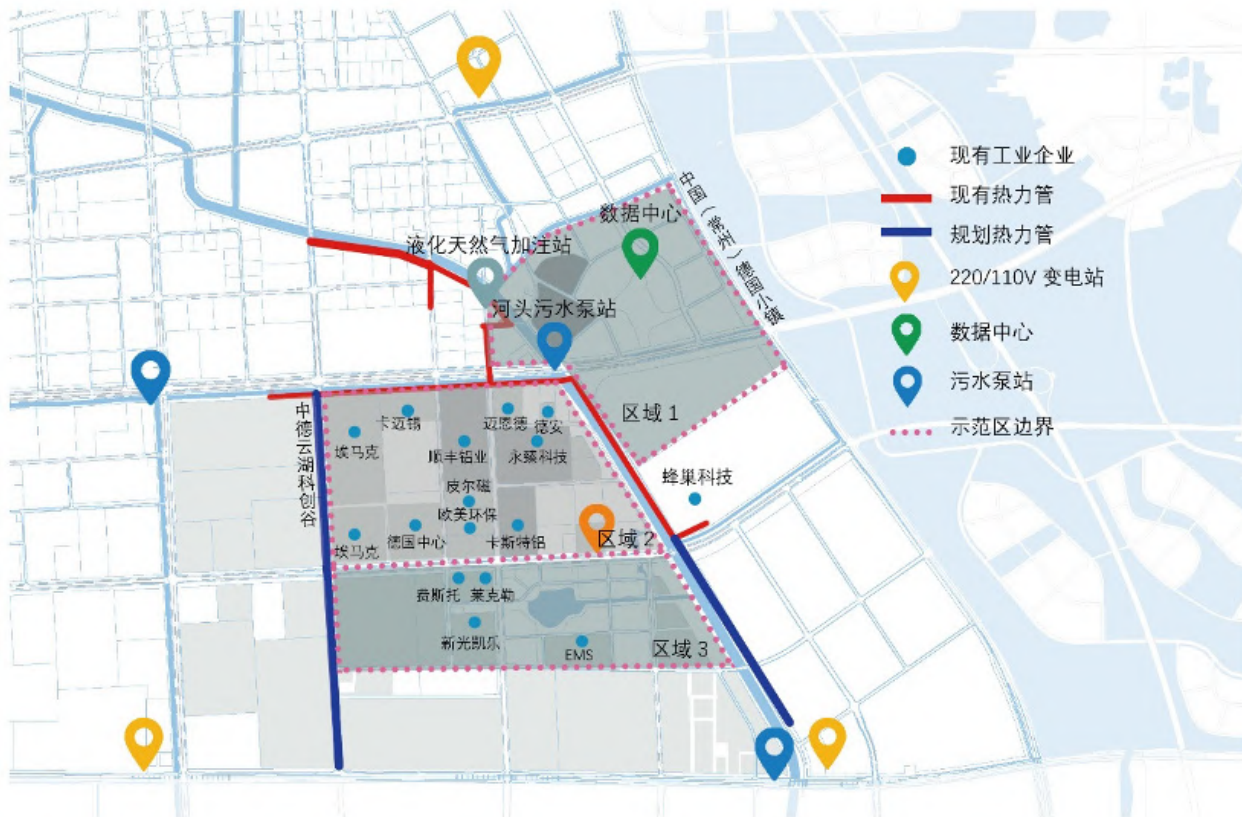 数据中心
中国(常州)德国小镇
液化天然气加注站
河头污水泵站
现有工业企业
现有热力管
规划热力管
220/110V 变电站
数据中心
污水泵站
示范区边界
区域 1
中德云湖科创谷
卡迈锡
迈恩德
德安
埃马克
顺丰铝业
永臻科技
蜂巢科技
皮尔磁
欧美环保
埃马克
德国中心
卡斯特铝
区域 2
费斯托
莱克勒
新光凯乐
EMS
区域 3